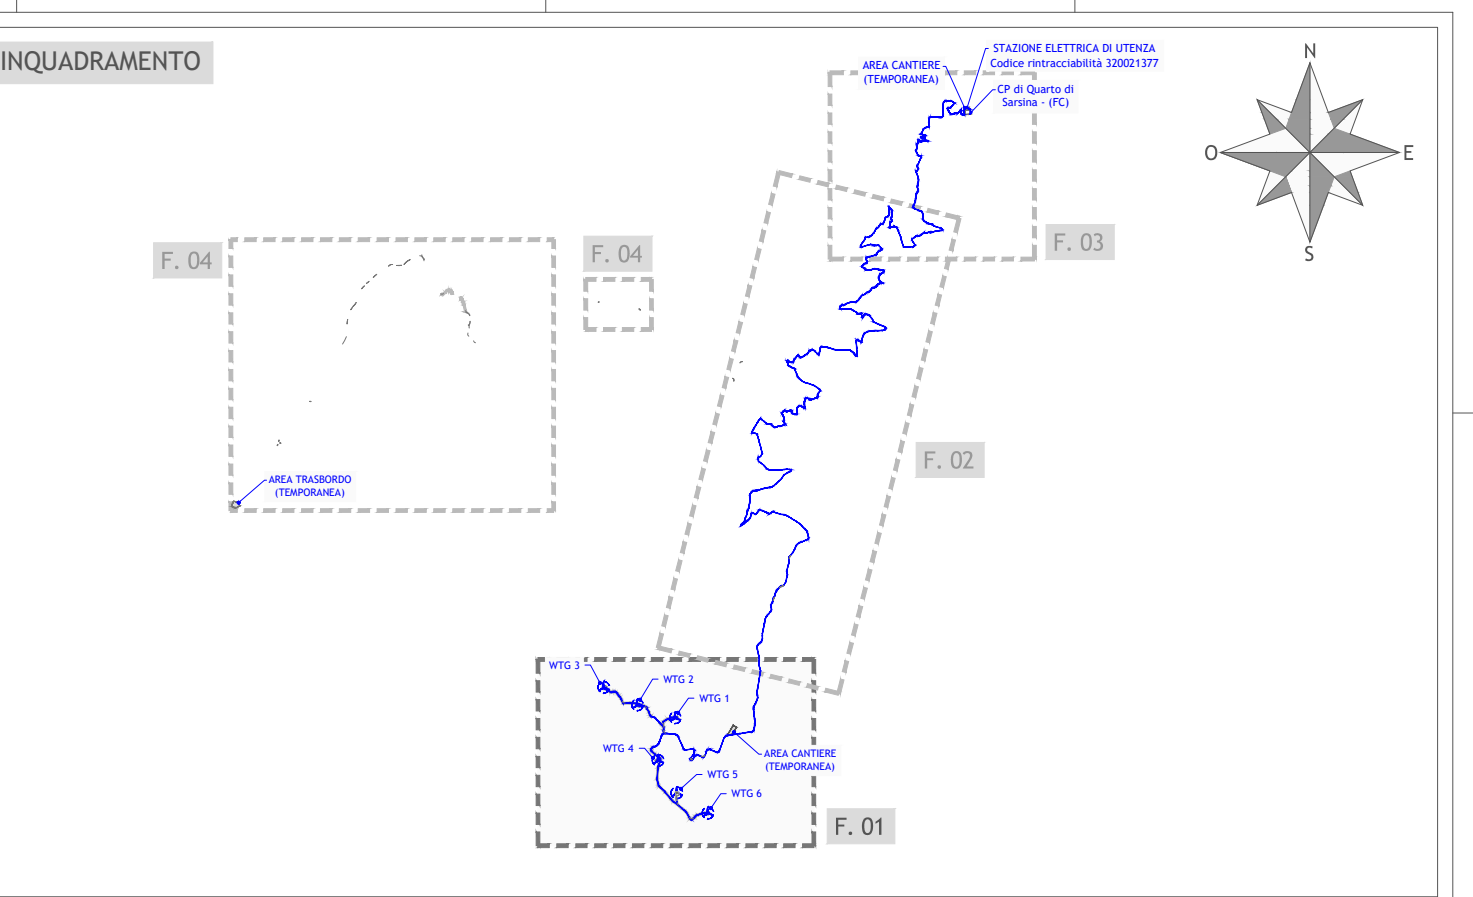 INQUADRAMENTO
STAZIONE ELETTRICA DI UTENZA
Codice rintracciabilità 320021377
AREA CANTIERE
(TEMPORANEA)
CP di Quarto di
Sarsina - (FC)
N
O
E
S
F. 03
F. 04
F. 04
AREA TRASBORDO
(TEMPORANEA)
F. 02
WTG 3
WTG 2
WTG 1
WTG 4
AREA CANTIERE
(TEMPORANEA)
WTG 5
WTG 6
F. 01